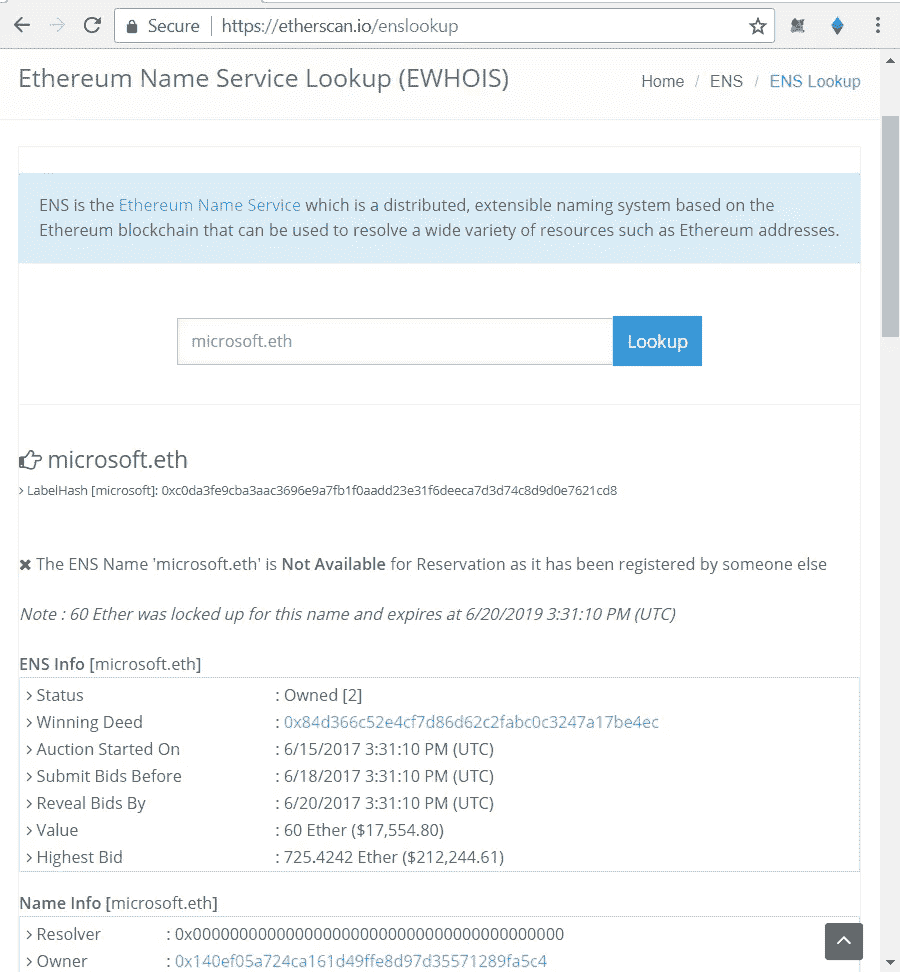 Secure | https://etherscan.io/enslookup
Ethereum Name Service Lookup (EWHOIS)
Home / ENS / ENS Lookup
ENS is the Ethereum Name Service which is a distributed, extensible naming system based on the
Ethereum blockchain that can be used to resolve a wide variety of resources such as Ethereum addresses.
microsoft.eth
Lookup
microsoft.eth
LabelHash [microsoft]: 0xc0da3fe9cba3aac3696e9a7fb1f0aadd23e31f6deeca7d3d74c8d9d0e7621cd8
The ENS Name 'microsoft.eth' is Not Available for Reservation as it has been registered by someone else
Note : 60 Ether was locked up for this name and expires at 6/20/2019 3:31:10 PM (UTC)
ENS Info [microsoft.eth]
Status : Owned [2]
Winning Deed : 0x84d366c52e4cf7d86d62c2fabc0c3247a17be4ec
Auction Started On : 6/15/2017 3:31:10 PM (UTC)
Submit Bids Before : 6/18/2017 3:31:10 PM (UTC)
Reveal Bids By : 6/20/2017 3:31:10 PM (UTC)
Value : 60 Ether ($17,554.80)
Highest Bid : 725.4242 Ether ($212,244.61)
Name Info [microsoft.eth]
Resolver : 0x0000000000000000000000000000000000000000
Owner : 0x140ef05a724ca161d49ffe8d97d35571289fa5c4